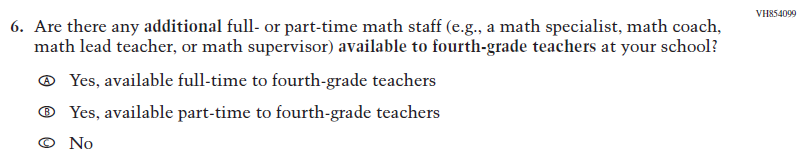 VH854099
6. Are there any additional full- or part-time math staff (e.g., a math specialist, math coach,
math lead teacher, or math supervisor) available to fourth-grade teachers at your school?
Ⓐ Yes, available full-time to fourth-grade teachers
Ⓑ Yes, available part-time to fourth-grade teachers
Ⓒ No